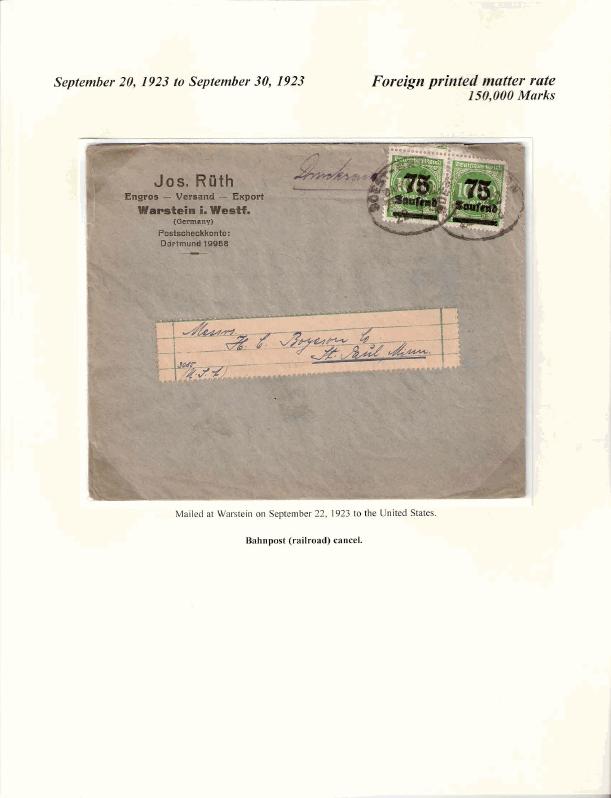 September 20, 1923 to September 30, 1923
Foreign printed matter rate
150,000 Marks
Jos. Rüth
Engros — Versand — Export
Warstein i. Westf.
(Germany)
Postscheckkonto:
Dortmund 19958
75
Tausend
75
Tausend
SOEST
Messrs
H. C. Boyeson Co
St. Paul Minn.
(U.S.A.)
Mailed at Warstein on September 22, 1923 to the United States.
Bahnpost (railroad) cancel.